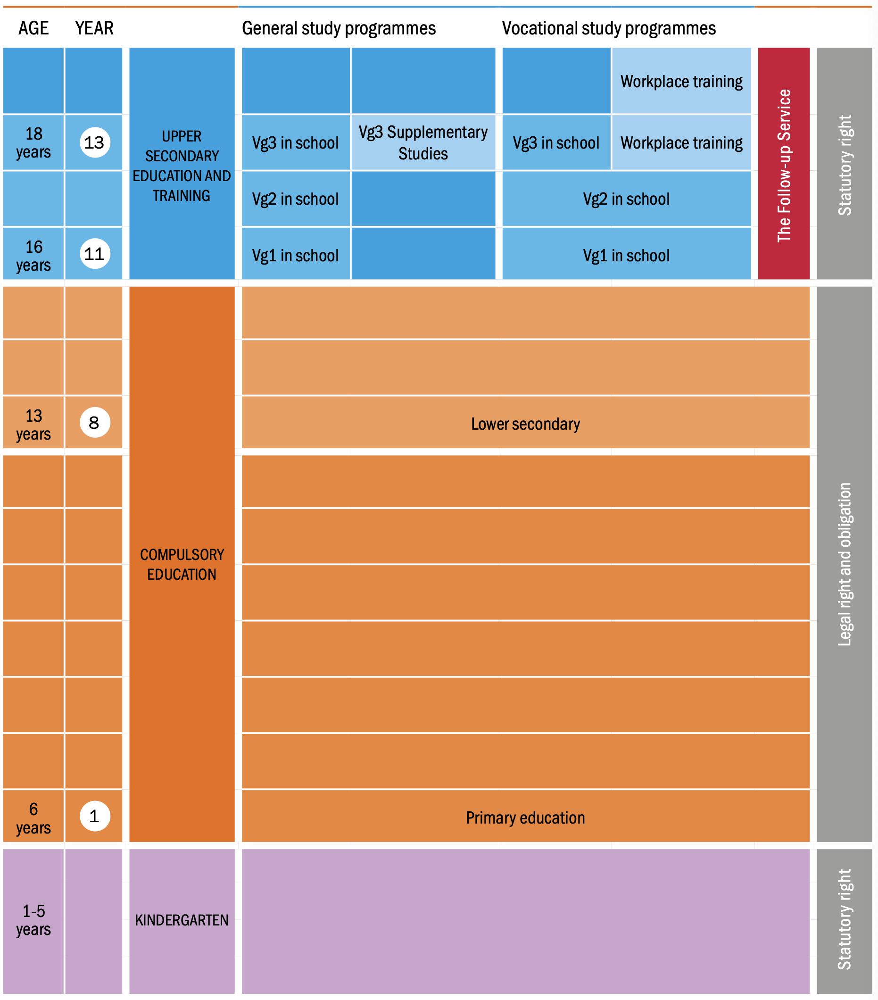 AGE YEAR General study programmes Vocational study programmes
Workplace training
18
years
13
UPPER
SECONDARY
EDUCATION AND
TRAINING
Vg3 in school
Vg3 Supplementary
Studies
Vg3 in school
Workplace training
Vg2 in school
Vg2 in school
16
years
11
Vg1 in school
Vg1 in school
The Follow-up Service
Statutory right
13
years
8
Lower secondary
COMPULSORY
EDUCATION
Legal right and obligation
6
years
1
Primary education
1-5
years
KINDERGARTEN
Statutory right